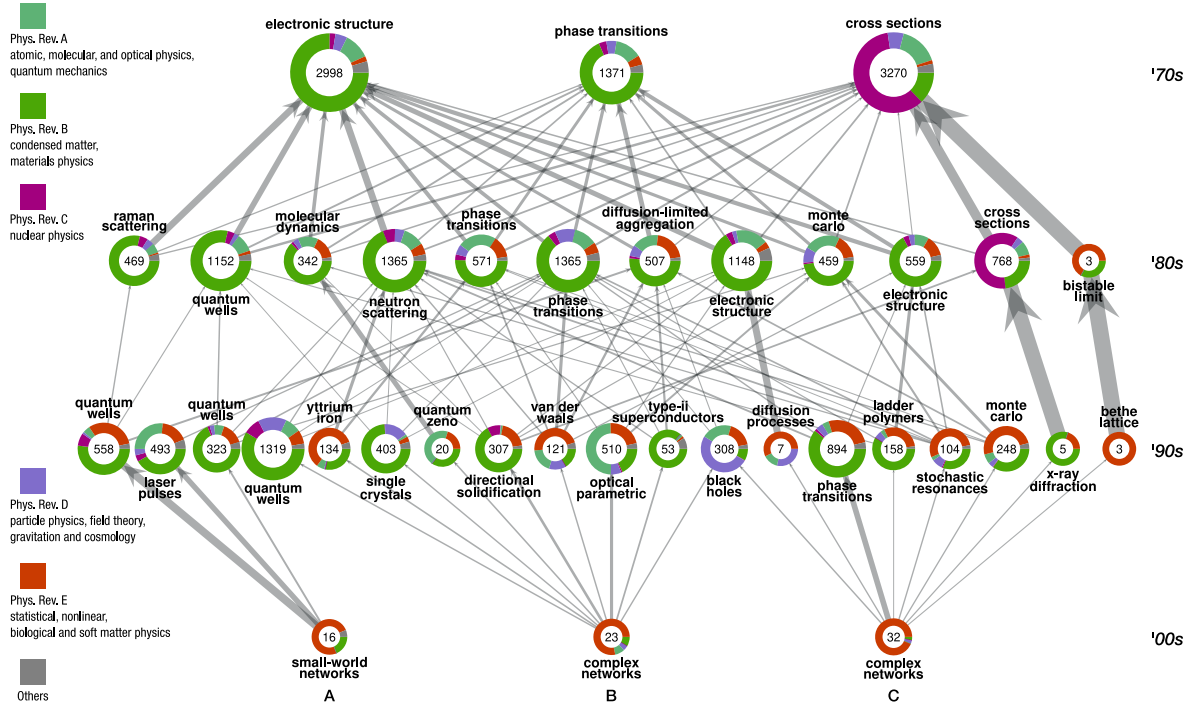 electronic structure
phase transitions
cross sections
Phys. Rev. A
atomic, molecular, and optical physics,
quantum mechanics
2998
1371
3270
'70s
Phys. Rev. B
condensed matter,
materials physics
Phys. Rev. C
nuclear physics
raman
scattering
molecular
dynamics
phase
transitions
diffusion-limited
aggregation
monte
carlo
cross
sections
469
1152
342
1365
571
1365
507
1148
459
559
768
3
'80s
quantum
wells
neutron
scattering
phase
transitions
electronic
structure
electronic
structure
bistable
limit
quantum
wells
quantum
wells
yttrium
iron
quantum
zeno
van der
waals
type-ii
superconductors
diffusion
processes
ladder
polymers
monte
carlo
bethe
lattice
558
493
323
1319
134
403
20
307
121
510
53
308
7
894
158
104
248
5
3
'90s
laser
pulses
quantum
wells
single
crystals
directional
solidification
optical
parametric
black
holes
phase
transitions
stochastic
resonances
x-ray
diffraction
Phys. Rev. D
particle physics, field theory,
gravitation and cosmology
Phys. Rev. E
statistical, nonlinear,
biological and soft matter physics
16
23
32
'00s
small-world
networks
complex
networks
complex
networks
Others
A
B
C